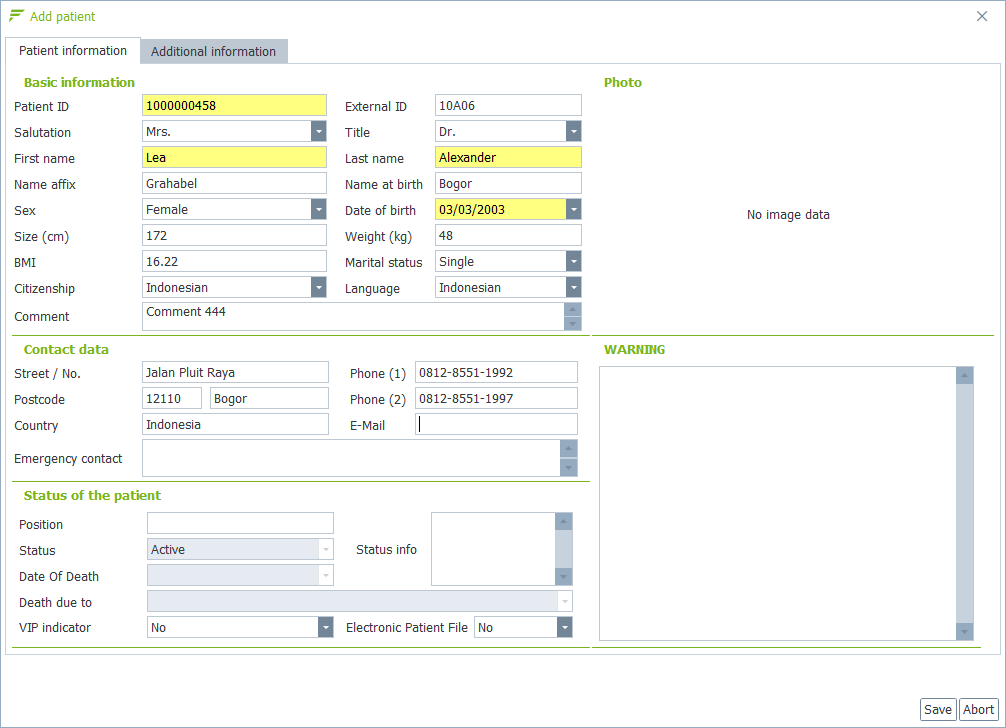 Add patient
Patient information Additional information
Basic information
Patient ID 1000000458 External ID 10A06
Salutation Mrs. Title Dr.
First name Lea Last name Alexander
Name affix Grahabel Name at birth Bogor
Sex Female Date of birth 03/03/2003
Size (cm) 172 Weight (kg) 48
BMI 16.22 Marital status Single
Citizenship Indonesian Language Indonesian
Comment Comment 444
Photo
No image data
Contact data
Street / No. Jalan Pluit Raya Phone (1) 0812-8551-1992
Postcode 12110 Bogor Phone (2) 0812-8551-1997
Country Indonesia E-Mail
Emergency contact
WARNING
Status of the patient
Position
Status Active Status info
Date Of Death
Death due to
VIP indicator No Electronic Patient File No
Save Abort